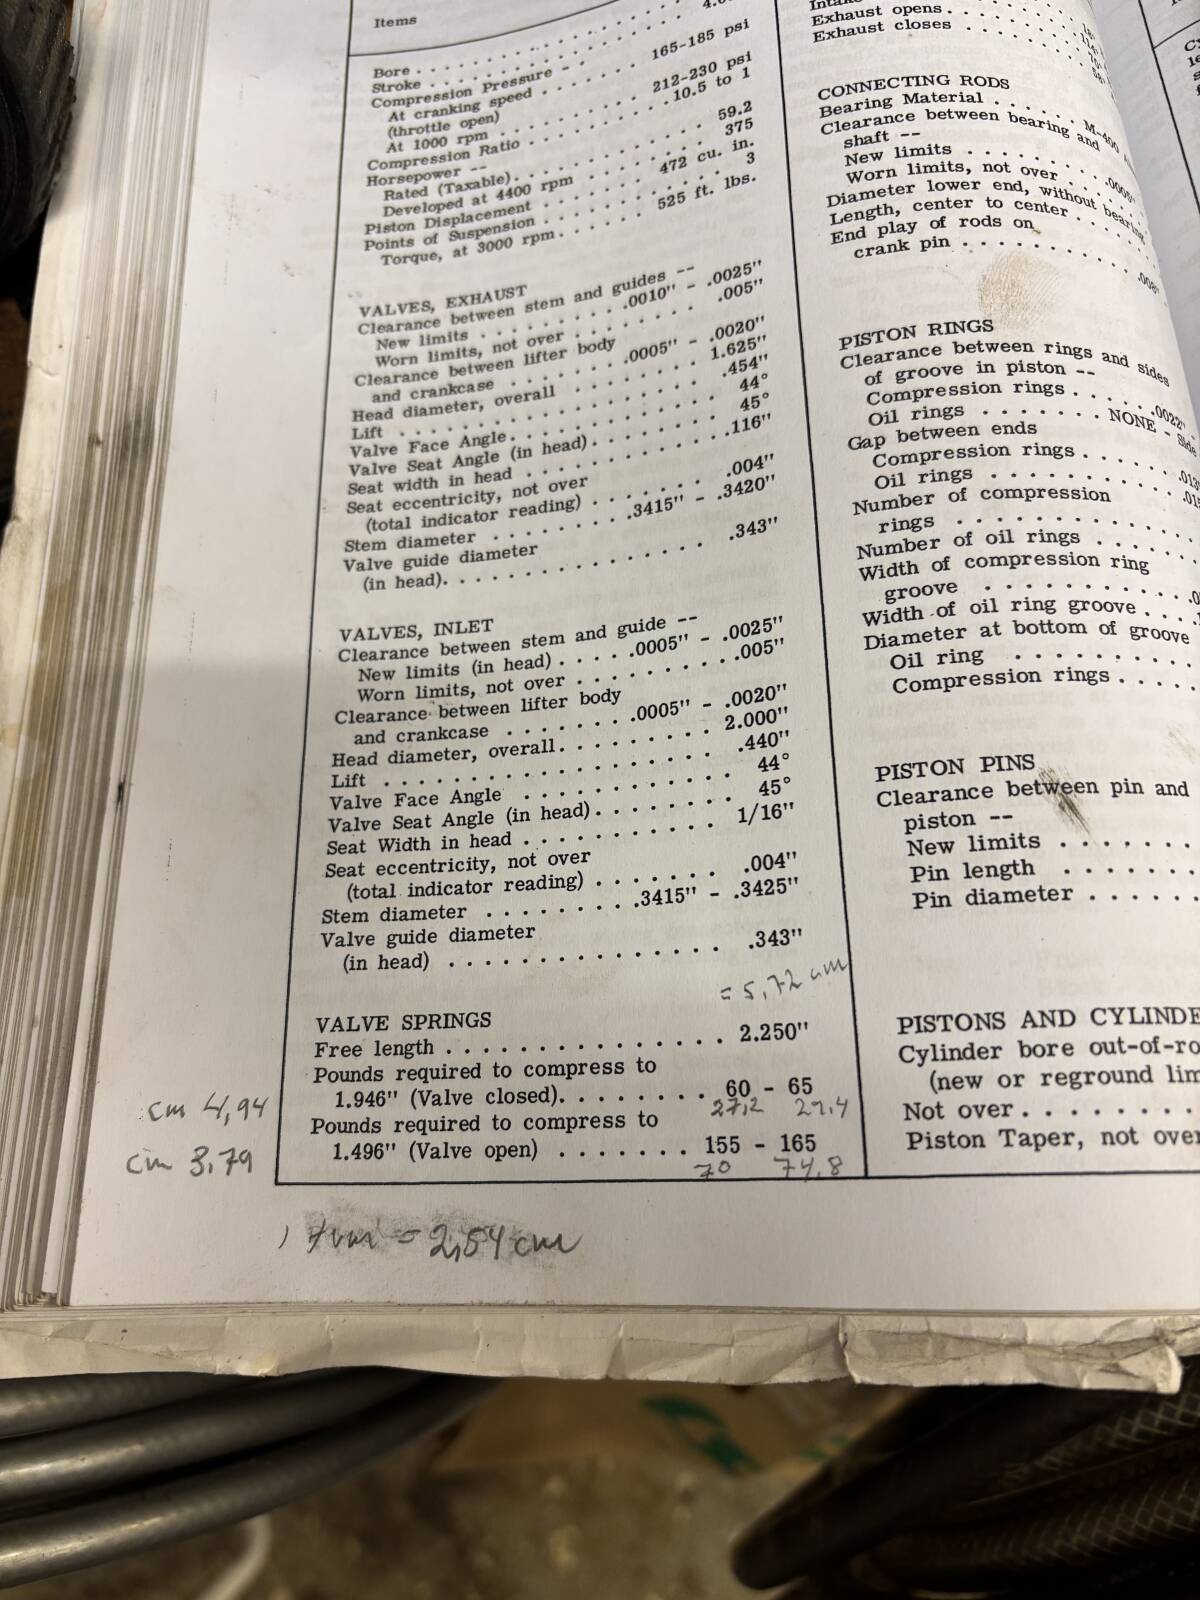 Items
Bore . . . . . . . . . . . . . . .
Stroke . . . . . . . . . . . . . .
Compression Pressure --
At cranking speed . . . . . . 165-185 psi
(throttle open)
At 1000 rpm . . . . . . . . . . 212-230 psi
Compression Ratio . . . . . . . . . . 10.5 to 1
Horsepower --
Rated (Taxable). . . . . . . . . . . 59.2
Developed at 4400 rpm . . . . . . 375
Piston Displacement . . . . . . . 472 cu. in.
Points of Suspension . . . . . . . . . . . 3
Torque, at 3000 rpm. . . . . . 525 ft. lbs.
VALVES, EXHAUST
Clearance between stem and guides --
New limits . . . . . . . . . .0010" - .0025"
Worn limits, not over . . . . . . . . .005"
Clearance between lifter body
and crankcase . . . . . . . .0005" - .0020"
Head diameter, overall . . . . . . . . 1.625"
Lift . . . . . . . . . . . . . . . . . .454"
Valve Face Angle. . . . . . . . . . . . 44°
Valve Seat Angle (in head). . . . . . . 45°
Seat width in head . . . . . . . . . . .116"
Seat eccentricity, not over
(total indicator reading) . . . . . . . .004"
Stem diameter . . . . . . . .3415" - .3420"
Valve guide diameter
(in head). . . . . . . . . . . . . . .343"
VALVES, INLET
Clearance between stem and guide --
New limits (in head) . . . . .0005" - .0025"
Worn limits, not over . . . . . . . . . .005"
Clearance between lifter body
and crankcase . . . . . . . .0005" - .0020"
Head diameter, overall. . . . . . . . . 2.000"
Lift . . . . . . . . . . . . . . . . . .440"
Valve Face Angle . . . . . . . . . . . 44°
Valve Seat Angle (in head). . . . . . . 45°
Seat Width in head . . . . . . . . . . 1/16"
Seat eccentricity, not over
(total indicator reading) . . . . . . . .004"
Stem diameter . . . . . . . . .3415" - .3425"
Valve guide diameter
(in head) . . . . . . . . . . . . . . .343"
= 5,72 cm
VALVE SPRINGS
Free length . . . . . . . . . . . . . . . 2.250"
Pounds required to compress to
1.946" (Valve closed). . . . . . . . 60 - 65
cm 4,94
27,2 29,4
Pounds required to compress to
1.496" (Valve open) . . . . . . . 155 - 165
cm 3,79
70 74,8
= 2,54 cm
Exhaust opens . . . . . . . . . .
Exhaust closes . . . . . . . . . .
CONNECTING RODS
Bearing Material . . . . . . M-400
Clearance between bearing and
shaft --
New limits . . . . . . . .0005"
Worn limits, not over . . . . . .
Diameter lower end, without bearing
Length, center to center . . . . .
End play of rods on
crank pin . . . . . . . . . . . .008"
PISTON RINGS
Clearance between rings and sides
of groove in piston --
Compression rings . . . . . .0022"
Oil rings . . . . . . . NONE - Side
Gap between ends
Compression rings . . . . . . .013
Oil rings . . . . . . . . . . . .015
Number of compression
rings . . . . . . . . . . . . .
Number of oil rings . . . . . . .
Width of compression ring
groove . . . . . . . . . . . .0
Width of oil ring groove . . . .
Diameter at bottom of groove
Oil ring . . . . . . . . . .
Compression rings . . . . .
PISTON PINS
Clearance between pin and
piston --
New limits . . . . . . .
Pin length . . . . . . .
Pin diameter . . . . . .
PISTONS AND CYLINDE
Cylinder bore out-of-ro
(new or reground lim
Not over . . . . . . . . .
Piston Taper, not over